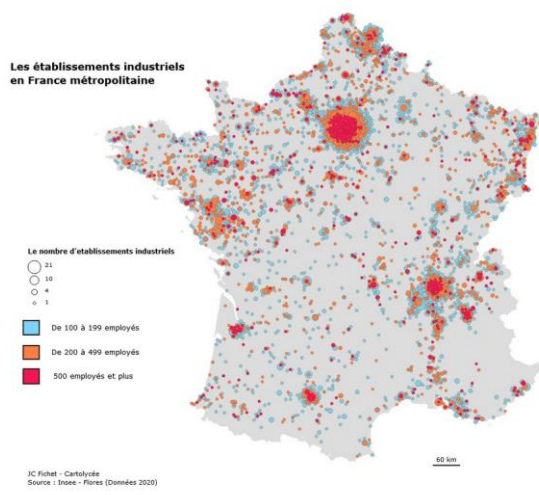 Les établissements industriels
en France métropolitaine
Le nombre d'etablissements industriels
21
10
4
1
De 100 à 199 employés
De 200 à 499 employés
500 employés et plus
60 km
JC Fichet - Cartolycée
Source : Insee - Flores (Données 2020)